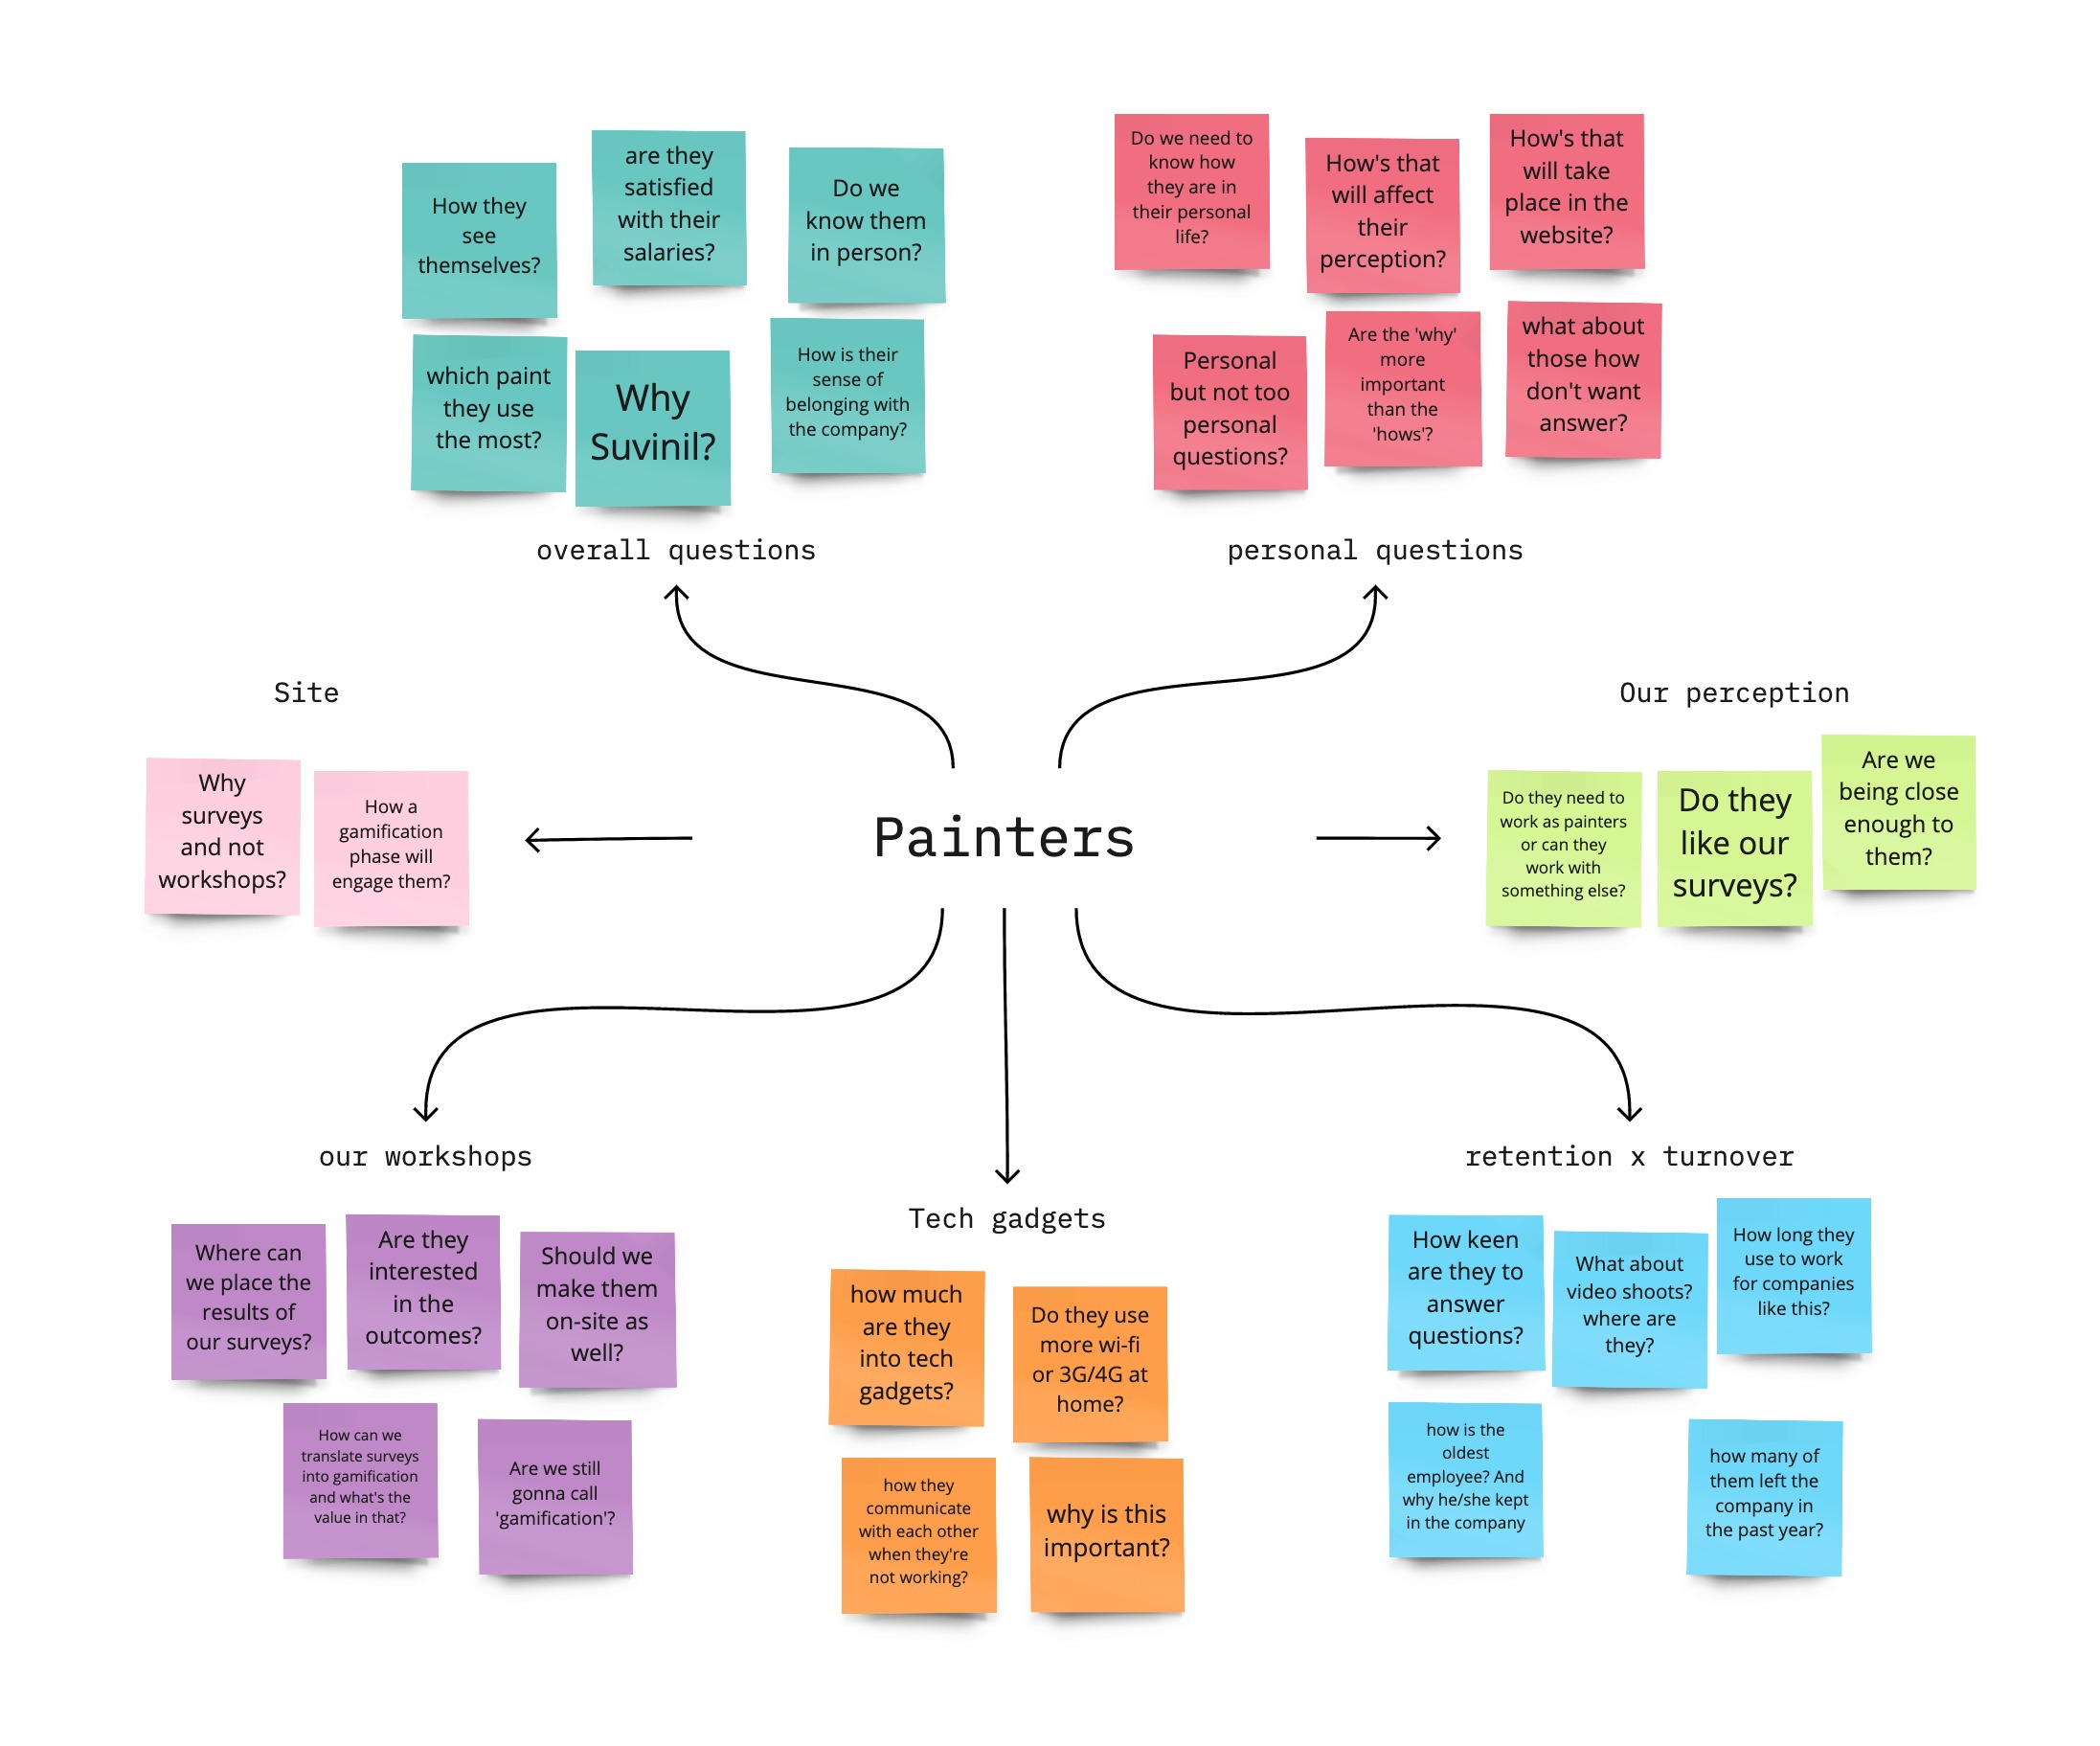 How they
see
themselves?
are they
satisfied
with their
salaries?
Do we
know them
in person?
which paint
they use
the most?
Why
Suvinil?
How is their
sense of
belonging with
the company?
overall questions
Do we need to
know how
they are in
their personal
life?
How's that
will affect
their
perception?
How's that
will take
place in the
website?
Personal
but not too
personal
questions?
Are the 'why'
more
important
than the
'hows'?
what about
those how
don't want
answer?
personal questions
Site
Why
surveys
and not
workshops?
How a
gamification
phase will
engage them?
Painters
Our perception
Do they need to
work as painters
or can they
work with
something else?
Do they
like our
surveys?
Are we
being close
enough to
them?
our workshops
Where can
we place the
results of
our surveys?
Are they
interested
in the
outcomes?
Should we
make them
on-site as
well?
How can we
translate surveys
into gamification
and what's the
value in that?
Are we still
gonna call
'gamification'?
Tech gadgets
how much
are they
into tech
gadgets?
Do they use
more wi-fi
or 3G/4G at
home?
how they
communicate
with each other
when they're
not working?
why is this
important?
retention x turnover
How keen
are they to
answer
questions?
What about
video shoots?
where are
they?
How long they
use to work
for companies
like this?
how is the
oldest
employee? And
why he/she kept
in the company
how many of
them left the
company in
the past year?